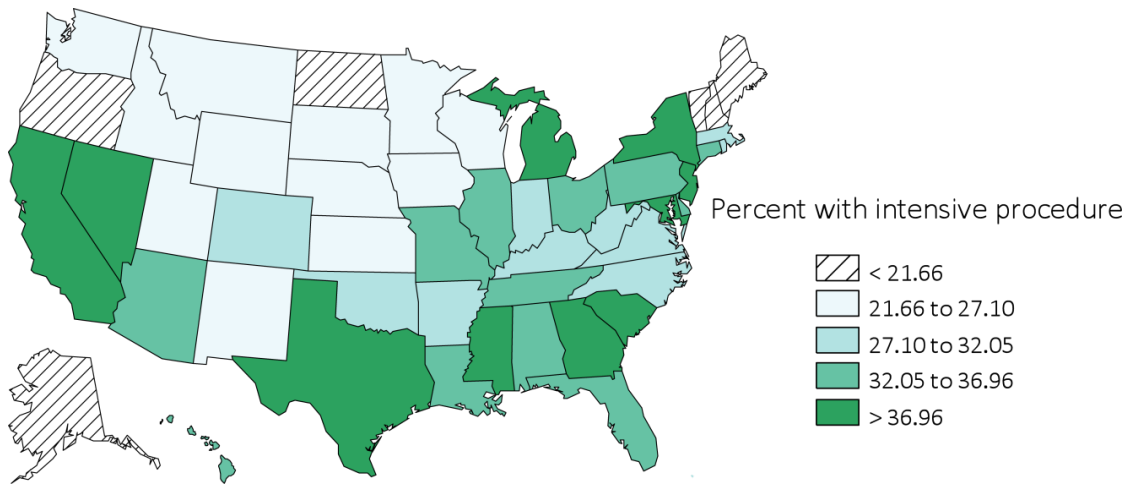 Percent with intensive procedure
< 21.66
21.66 to 27.10
27.10 to 32.05
32.05 to 36.96
> 36.96